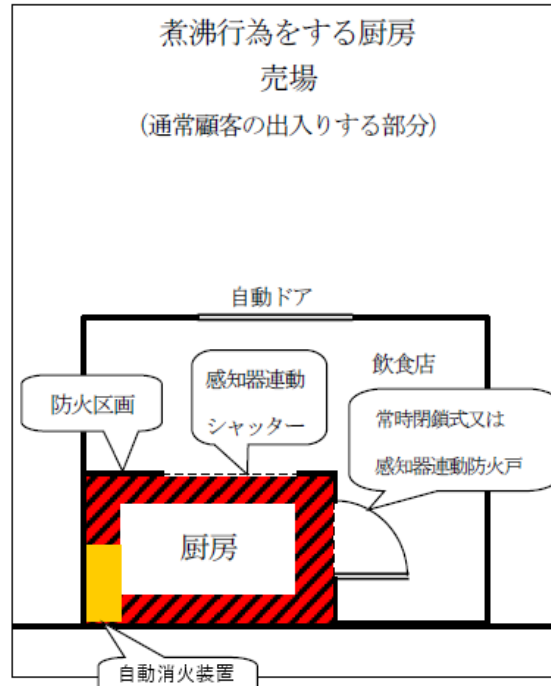 煮沸行為をする厨房
売場
（通常顧客の出入りする部分）
自動ドア
飲食店
感知器連動
シャッター
防火区画
常時閉鎖式又は
感知器連動防火戸
厨房
自動消火装置